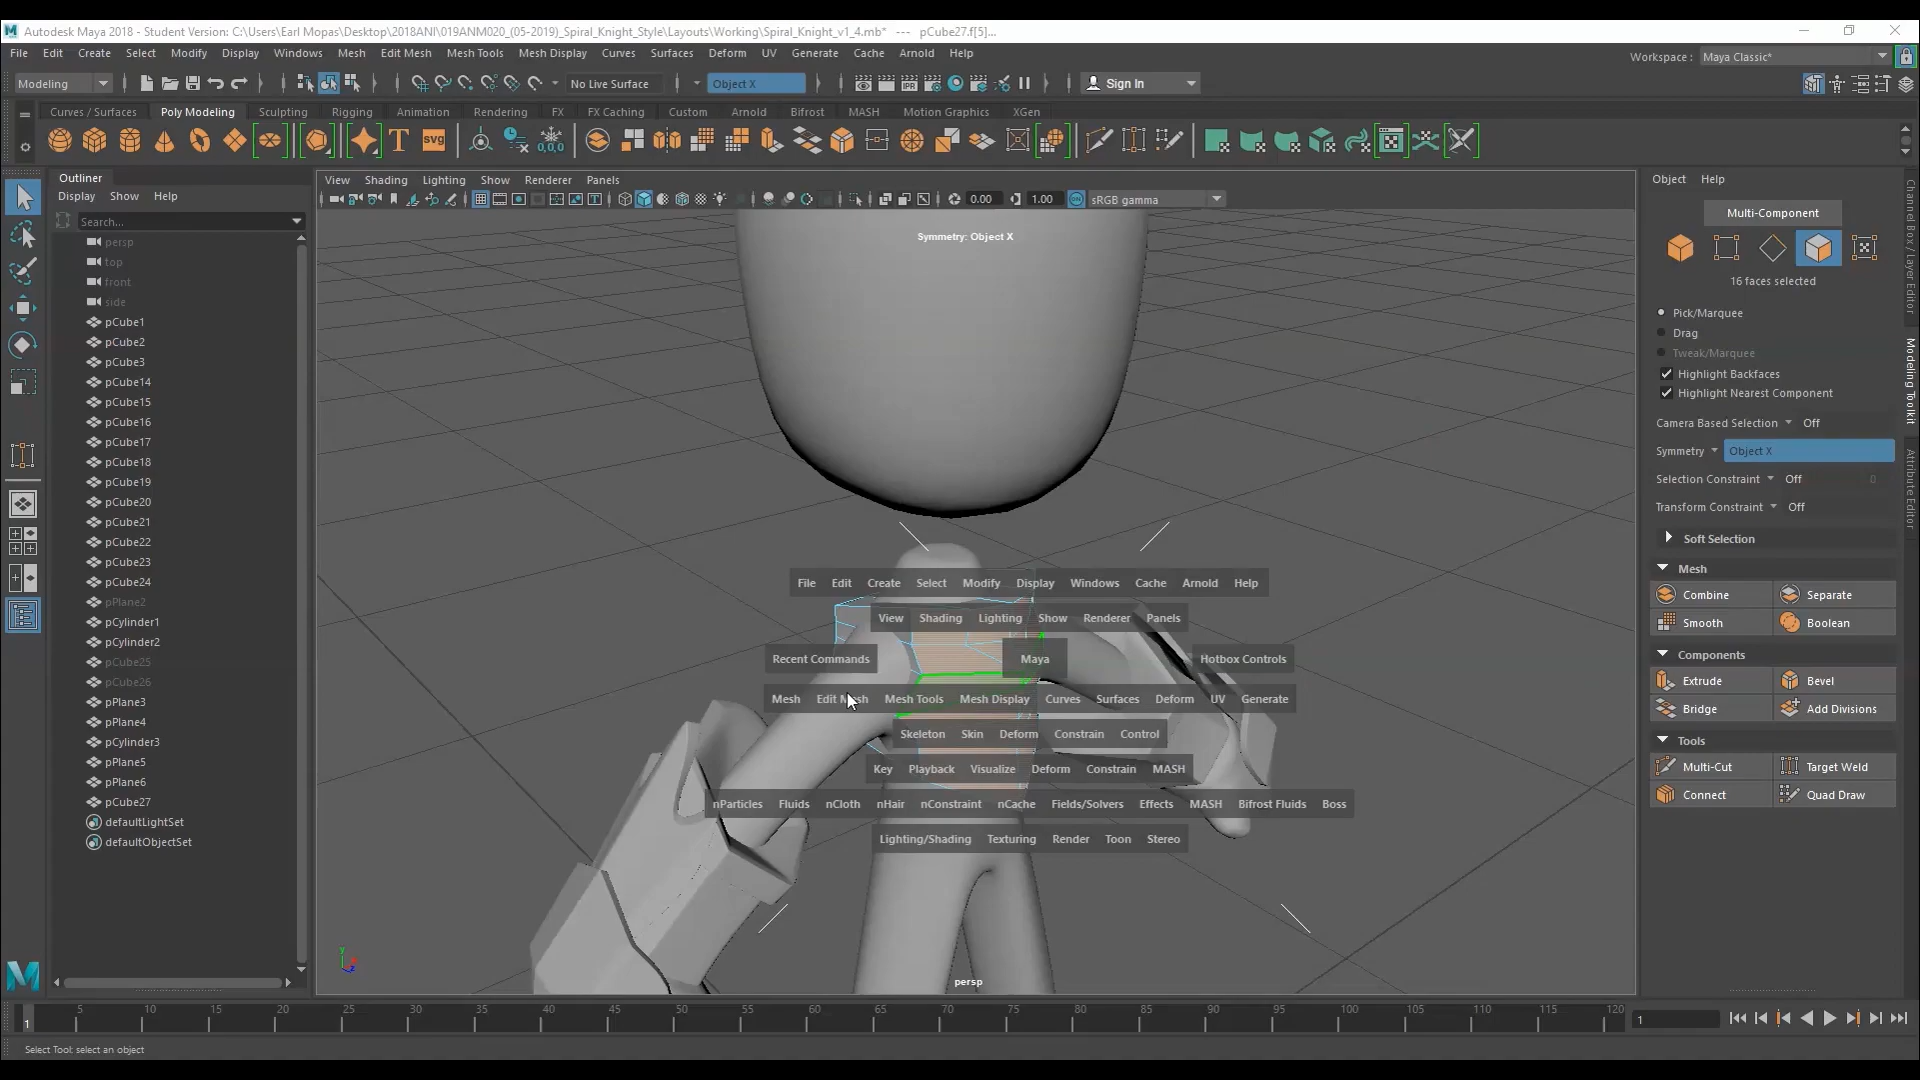 Autodesk Maya 2018 - Student Version: C:\Users\Earl Mopas\Desktop\2018ANI\019ANM020_(05-2019)_Spiral_Knight_Style\Layouts\Working\Spiral_Knight_v1_4.mb* --- pCube27.f[5]...
File Edit Create Select Modify Display Windows Mesh Edit Mesh Mesh Tools Mesh Display Curves Surfaces Deform UV Generate Cache Arnold Help
Workspace : Maya Classic*
Modeling No Live Surface Object X Sign In
Curves / Surfaces Poly Modeling Sculpting Rigging Animation Rendering FX FX Caching Custom Arnold Bifrost MASH Motion Graphics XGen
T svg 0,0,0
Outliner
Display Show Help
Search...
persp
top
front
side
pCube1
pCube2
pCube3
pCube14
pCube15
pCube16
pCube17
pCube18
pCube19
pCube20
pCube21
pCube22
pCube23
pCube24
pPlane2
pCylinder1
pCylinder2
pCube25
pCube26
pPlane3
pPlane4
pCylinder3
pPlane5
pPlane6
pCube27
defaultLightSet
defaultObjectSet
View Shading Lighting Show Renderer Panels
0.00 1.00 sRGB gamma
Symmetry: Object X
File Edit Create Select Modify Display Windows Cache Arnold Help
View Shading Lighting Show Renderer Panels
Recent Commands Maya Hotbox Controls
Mesh Edit Mesh Mesh Tools Mesh Display Curves Surfaces Deform UV Generate
Skeleton Skin Deform Constrain Control
Key Playback Visualize Deform Constrain MASH
nParticles Fluids nCloth nHair nConstraint nCache Fields/Solvers Effects MASH Bifrost Fluids Boss
Lighting/Shading Texturing Render Toon Stereo
persp
Object Help
Multi-Component
16 faces selected
Pick/Marquee
Drag
Tweak/Marquee
Highlight Backfaces
Highlight Nearest Component
Camera Based Selection Off
Symmetry Object X
Selection Constraint Off 0
Transform Constraint Off
Soft Selection
Mesh
Combine Separate
Smooth Boolean
Components
Extrude Bevel
Bridge Add Divisions
Tools
Multi-Cut Target Weld
Connect Quad Draw
Channel Box / Layer Editor
Modeling Toolkit
Attribute Editor
1 5 10 15 20 25 30 35 40 45 50 55 60 65 70 75 80 85 90 95 100 105 110 115 120 1
Select Tool: select an object